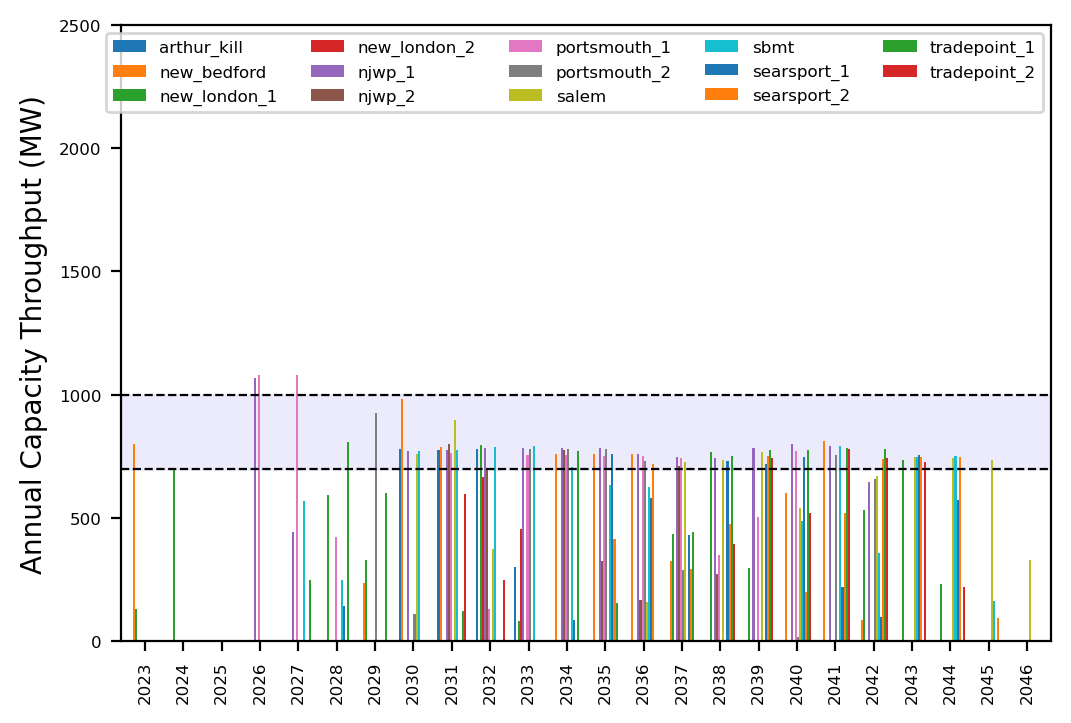 2500
2000
1500
1000
500
0
Annual Capacity Throughput (MW)
arthur_kill
new_bedford
new_london_1
new_london_2
njwp_1
njwp_2
portsmouth_1
portsmouth_2
salem
sbmt
searsport_1
searsport_2
tradepoint_1
tradepoint_2
2023
2024
2025
2026
2027
2028
2029
2030
2031
2032
2033
2034
2035
2036
2037
2038
2039
2040
2041
2042
2043
2044
2045
2046